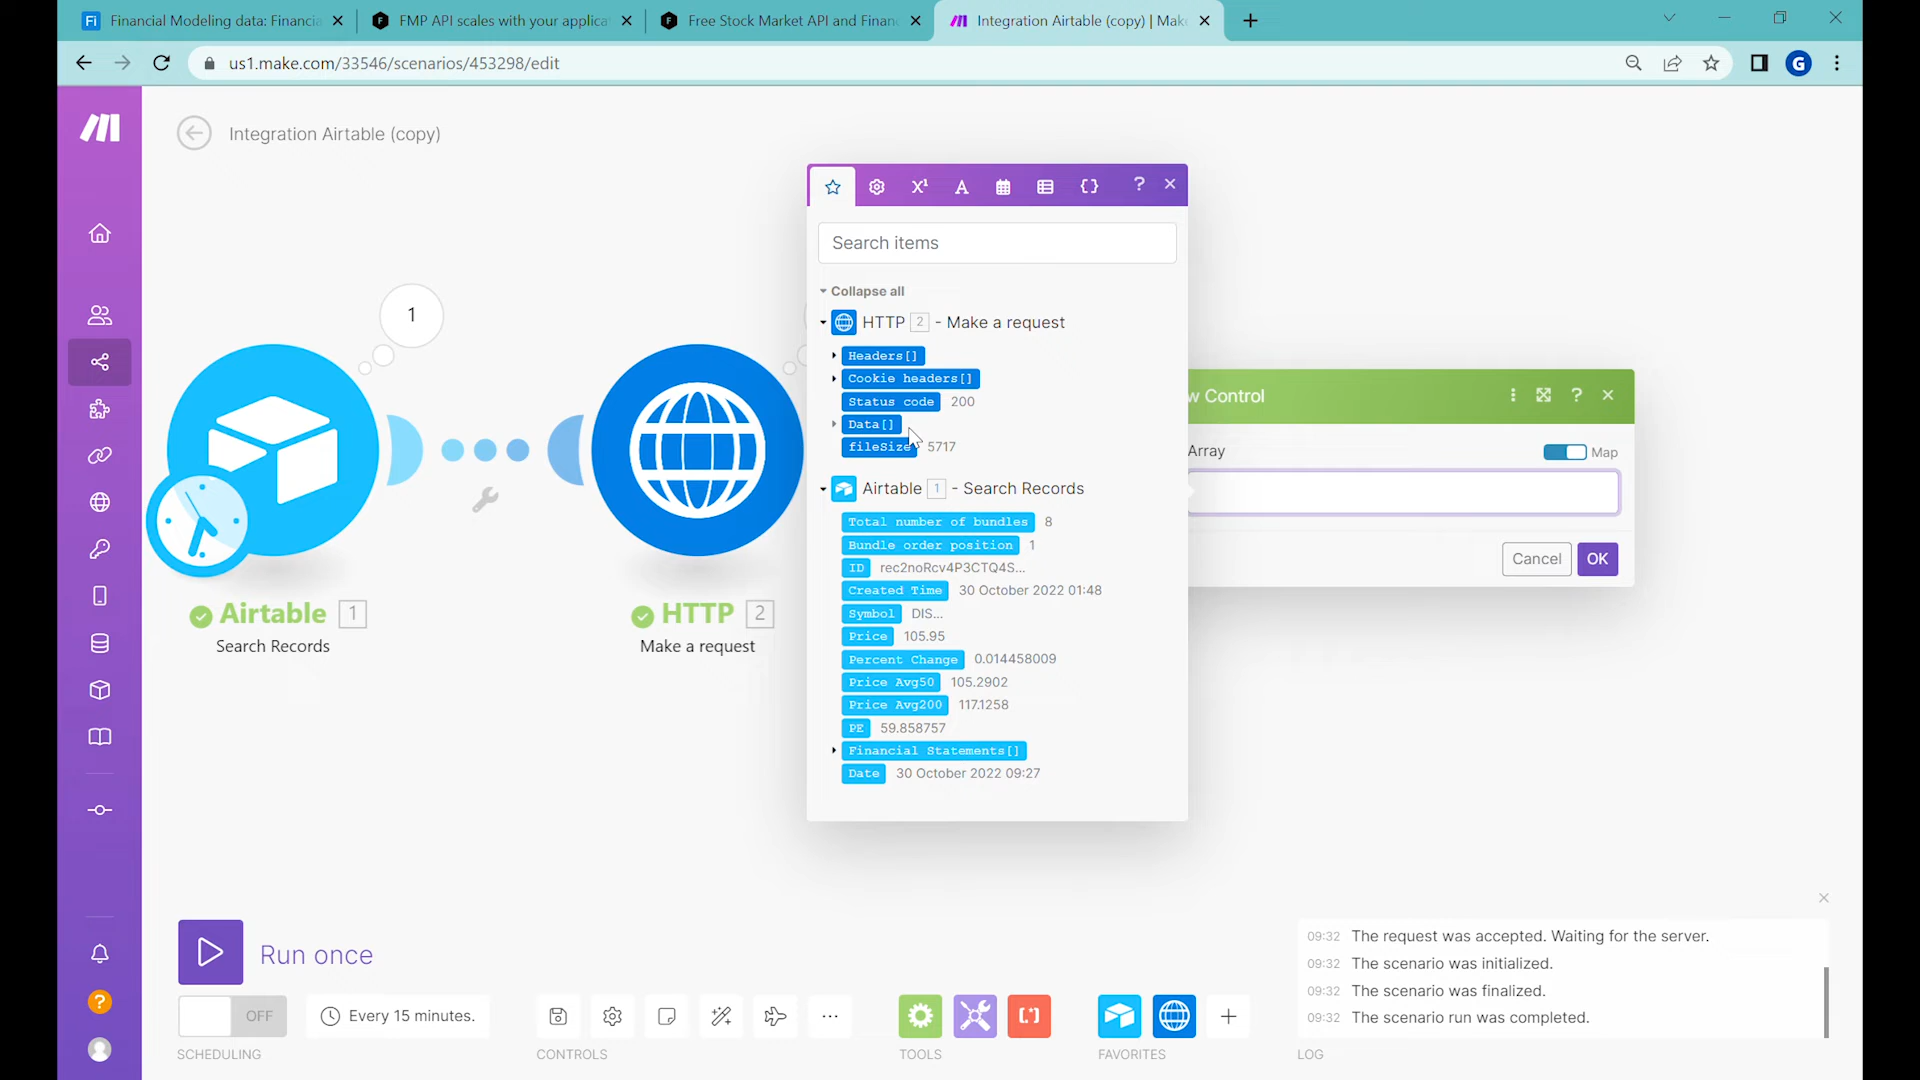 Financial Modeling data: Financia
FMP API scales with your applicat
Free Stock Market API and Financ
Integration Airtable (copy) | Make
us1.make.com/33546/scenarios/453298/edit
G
Integration Airtable (copy)
1
Search items
Collapse all
HTTP 2 - Make a request
Headers[]
Cookie headers[]
Status code 200
Data[]
fileSize 5717
Airtable 1 - Search Records
Total number of bundles 8
Bundle order position 1
ID rec2noRcv4P3CTQ4S...
Created Time 30 October 2022 01:48
Symbol DIS...
Price 105.95
Percent Change 0.014458009
Price Avg50 105.2902
Price Avg200 117.1258
PE 59.858757
Financial Statements[]
Date 30 October 2022 09:27
w Control
Array
Map
Cancel
OK
Airtable 1
Search Records
HTTP 2
Make a request
Run once
OFF
Every 15 minutes.
SCHEDULING
CONTROLS
TOOLS
FAVORITES
09:32 The request was accepted. Waiting for the server.
09:32 The scenario was initialized.
09:32 The scenario was finalized.
09:32 The scenario run was completed.
LOG